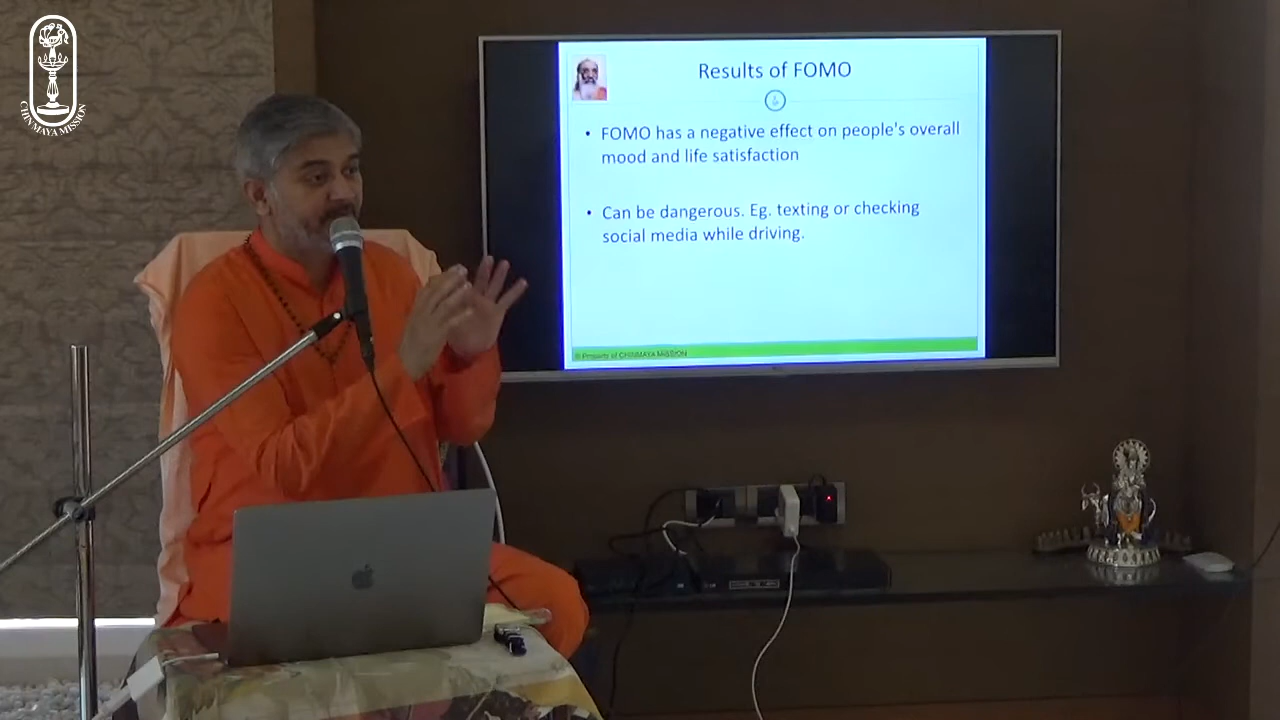 CHINMAYA MISSION
Results of FOMO
• FOMO has a negative effect on people's overall
mood and life satisfaction
• Can be dangerous. Eg. texting or checking
social media while driving.
© Property of CHINMAYA MISSION